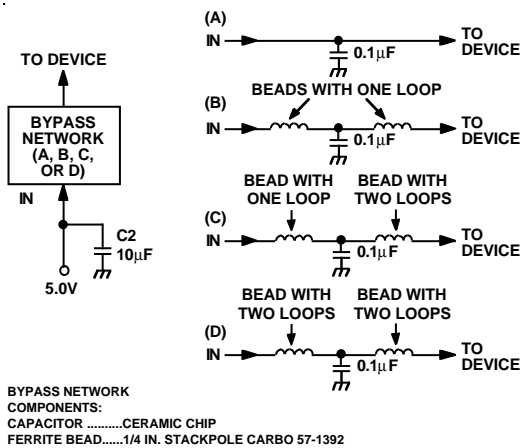 TO DEVICE
BYPASS
NETWORK
(A, B, C,
OR D)
IN
C2
10μF
5.0V
(A)
IN
0.1μF
TO
DEVICE
BEADS WITH ONE LOOP
(B)
IN
0.1μF
TO
DEVICE
BEAD WITH
ONE LOOP
BEAD WITH
TWO LOOPS
(C)
IN
0.1μF
TO
DEVICE
BEAD WITH
TWO LOOPS
BEAD WITH
TWO LOOPS
(D)
IN
0.1μF
TO
DEVICE
BYPASS NETWORK
COMPONENTS:
CAPACITOR ..........CERAMIC CHIP
FERRITE BEAD......1/4 IN. STACKPOLE CARBO 57-1392